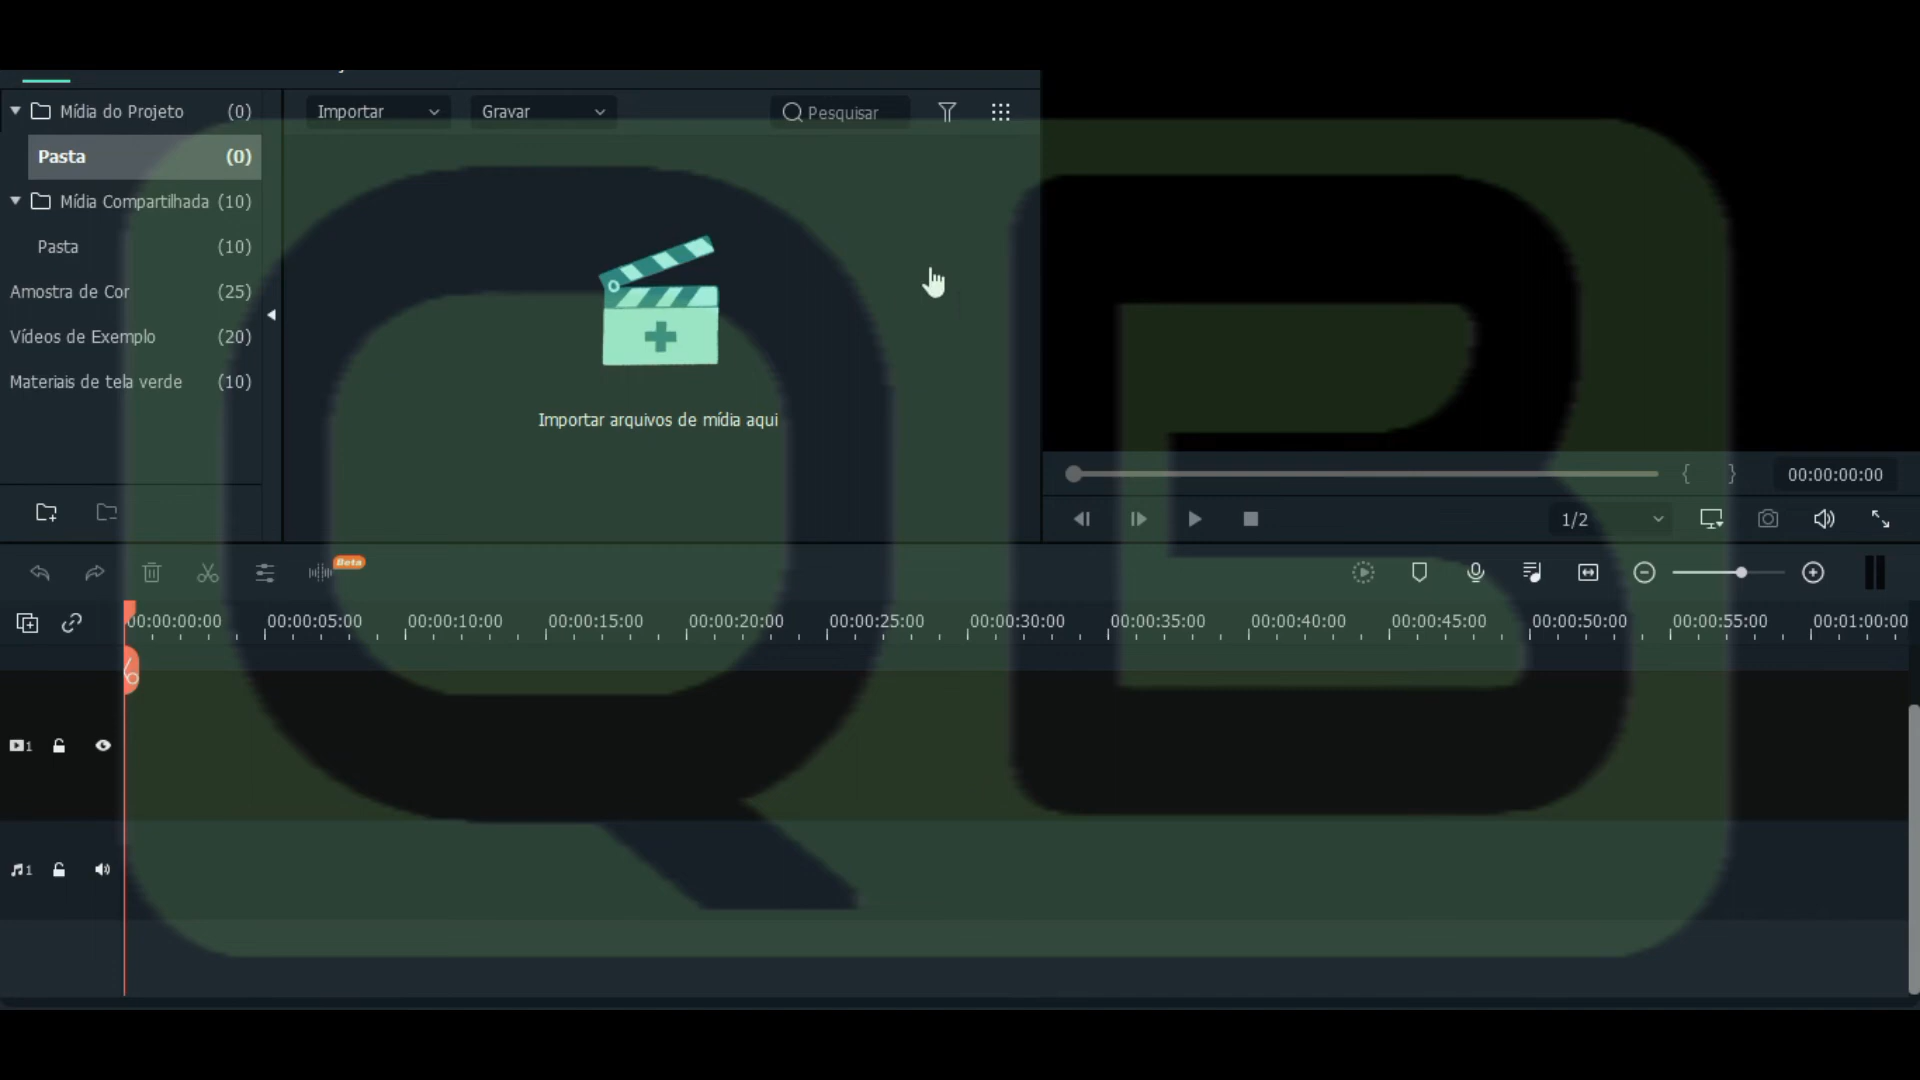 Mídia do Projeto (0)
Importar
Gravar
Pesquisar
Pasta (0)
Mídia Compartilhada (10)
Pasta (10)
Amostra de Cor (25)
Vídeos de Exemplo (20)
Materiais de tela verde (10)
Importar arquivos de mídia aqui
QB
{ } 00:00:00:00
1/2
Beta
00:00:00:00 00:00:05:00 00:00:10:00 00:00:15:00 00:00:20:00 00:00:25:00 00:00:30:00 00:00:35:00 00:00:40:00 00:00:45:00 00:00:50:00 00:00:55:00 00:01:00:00
1
1